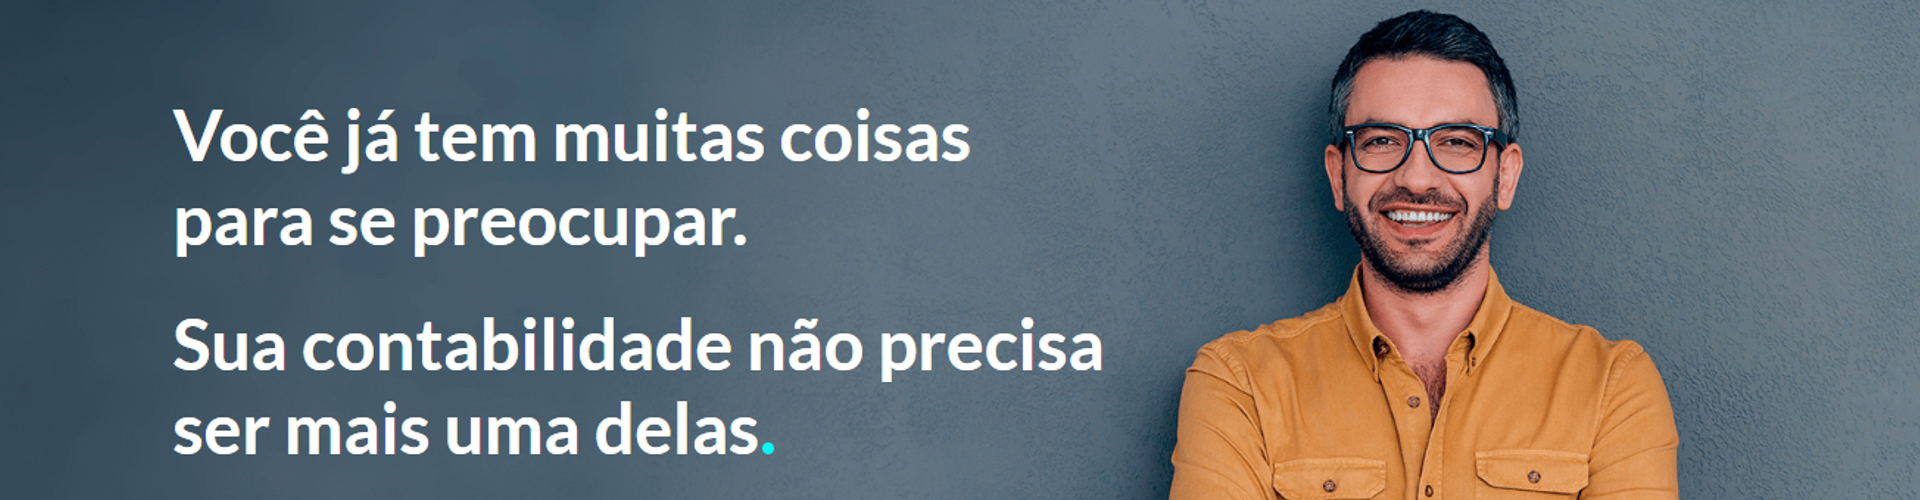 Você já tem muitas coisas
para se preocupar.
Sua contabilidade não precisa
ser mais uma delas.